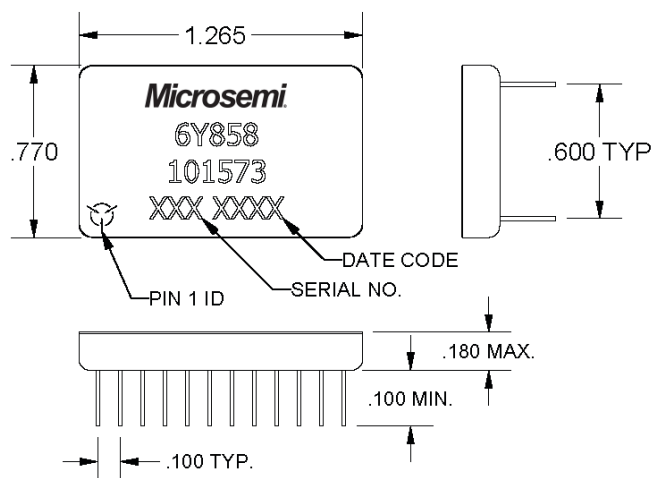 1.265
Microsemi.
6Y858
101573
XXX XXXX
.770
.600 TYP
DATE CODE
SERIAL NO.
PIN 1 ID
.180 MAX.
.100 MIN.
.100 TYP.